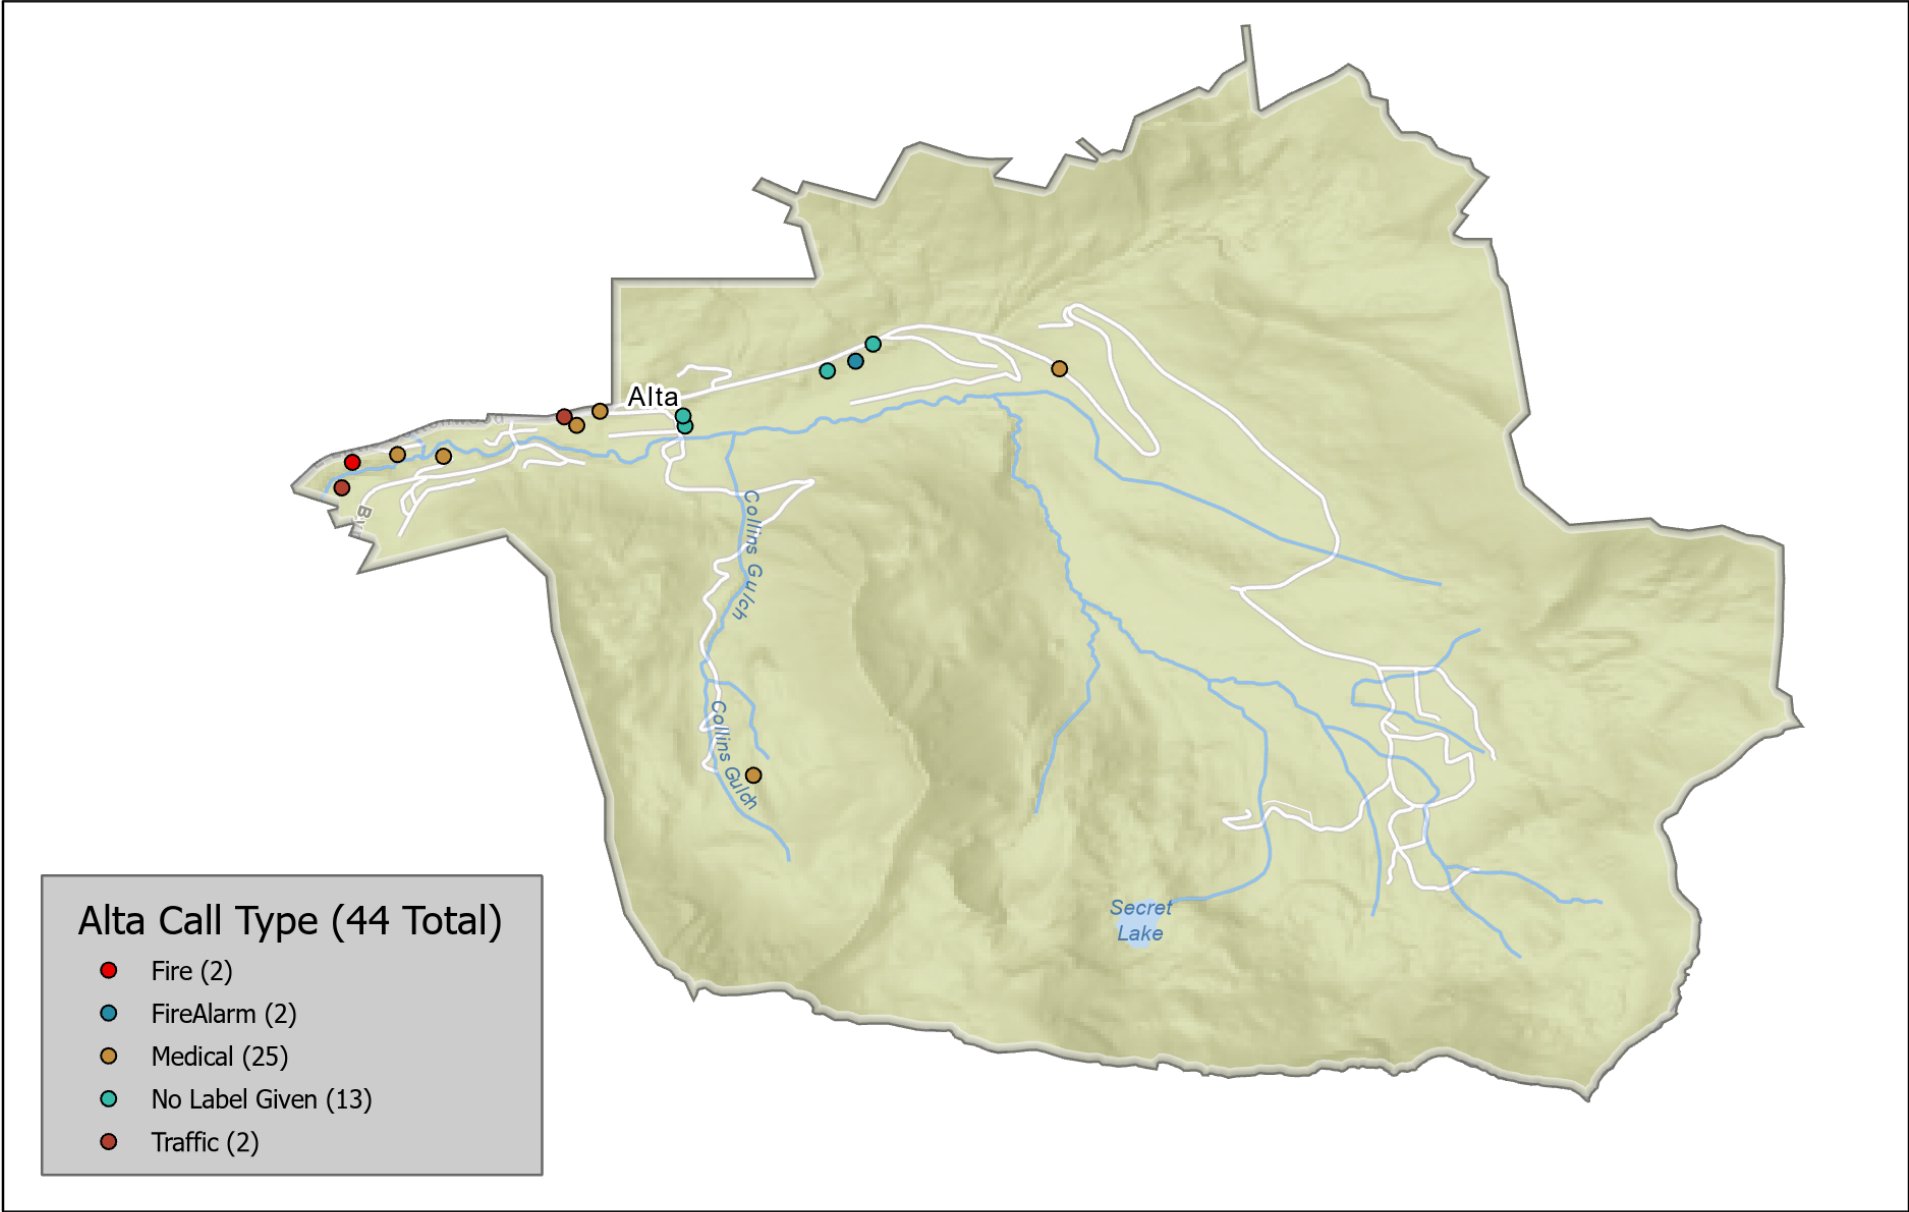 Alta
Collins Gulch
Collins Gulch
Secret
Lake
Alta Call Type (44 Total)
Fire (2)
FireAlarm (2)
Medical (25)
No Label Given (13)
Traffic (2)